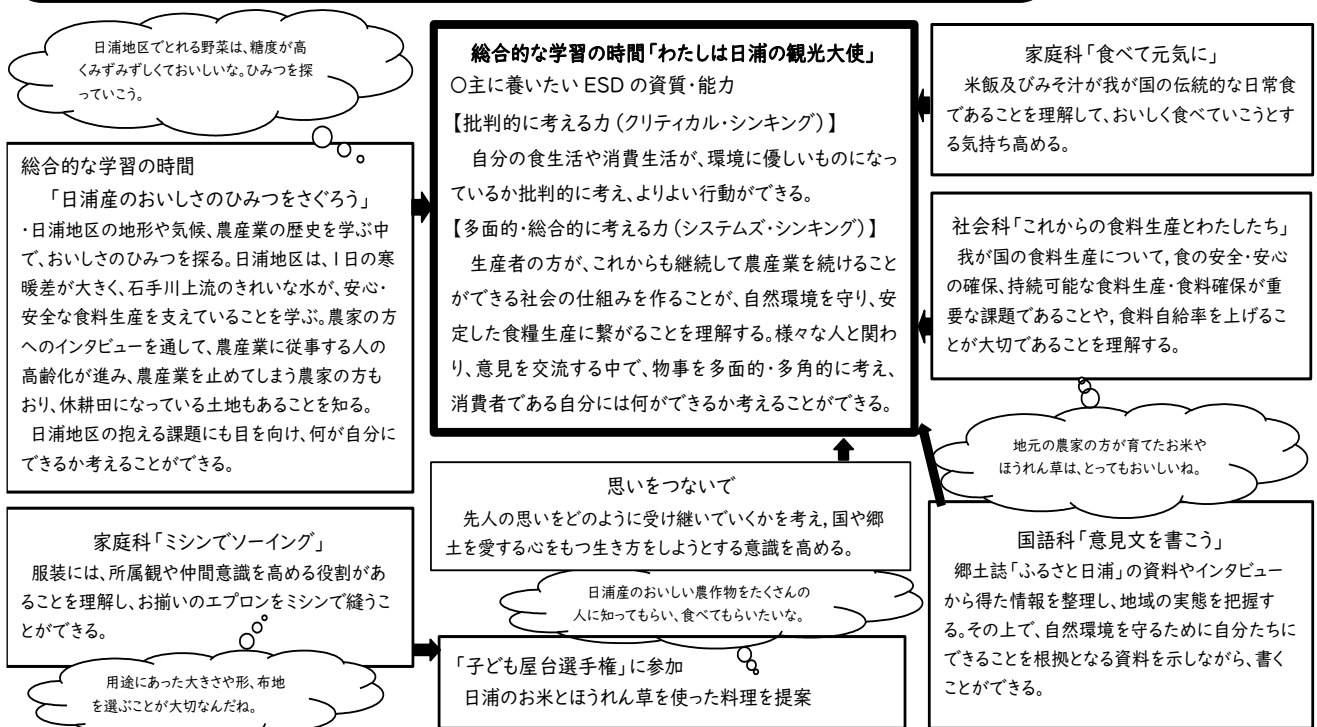 日浦地区でとれる野菜は、糖度が高
くみずみずしくておいしいな。ひみつを探
っていこう。
総合的な学習の時間
「日浦産のおいしさのひみつをさぐろう」
・日浦地区の地形や気候、農産業の歴史を学ぶ中
で、おいしさのひみつを探る。日浦地区は、1日の寒
暖差が大きく、石手川上流のきれいな水が、安心・
安全な食料生産を支えていることを学ぶ。農家の方
へのインタビューを通して、農産業に従事する人の
高齢化が進み、農産業を止めてしまう農家の方も
おり、休耕田になっている土地もあることを知る。
日浦地区の抱える課題にも目を向け、何が自分に
できるか考えることができる。
家庭科「ミシンでソーイング」
服装には、所属観や仲間意識を高める役割があ
ることを理解し、お揃いのエプロンをミシンで縫うこ
とができる。
用途にあった大きさや形、布地
を選ぶことが大切なんだね。
総合的な学習の時間「わたしは日浦の観光大使」
○主に養いたい ESD の資質・能力
【批判的に考える力(クリティカル・シンキング)】
自分の食生活や消費生活が、環境に優しいものになっ
ているか批判的に考え、よりよい行動ができる。
【多面的・総合的に考える力(システムズ・シンキング)】
生産者の方が、これからも継続して農産業を続けること
ができる社会の仕組みを作ることが、自然環境を守り、安
定した食糧生産に繋がることを理解する。様々な人と関わ
り、意見を交流する中で、物事を多面的・多角的に考え、
消費者である自分には何ができるか考えることができる。
思いをつないで
先人の思いをどのように受け継いでいくかを考え,国や郷
土を愛する心をもつ生き方をしようとする意識を高める。
日浦産のおいしい農作物をたくさんの
人に知ってもらい、食べてもらいたいな。
「子ども屋台選手権」に参加
日浦のお米とほうれん草を使った料理を提案
家庭科「食べて元気に」
米飯及びみそ汁が我が国の伝統的な日常食
であることを理解して、おいしく食べていこうとす
る気持ち高める。
社会科「これからの食料生産とわたしたち」
我が国の食料生産について,食の安全・安心
の確保、持続可能な食料生産・食料確保が重
要な課題であることや,食料自給率を上げるこ
とが大切であることを理解する。
地元の農家の方が育てたお米や
ほうれん草は、とってもおいしいね。
国語科「意見文を書こう」
郷土誌「ふるさと日浦」の資料やインタビュー
から得た情報を整理し、地域の実態を把握す
る。その上で、自然環境を守るために自分たちに
できることを根拠となる資料を示しながら、書く
ことができる。